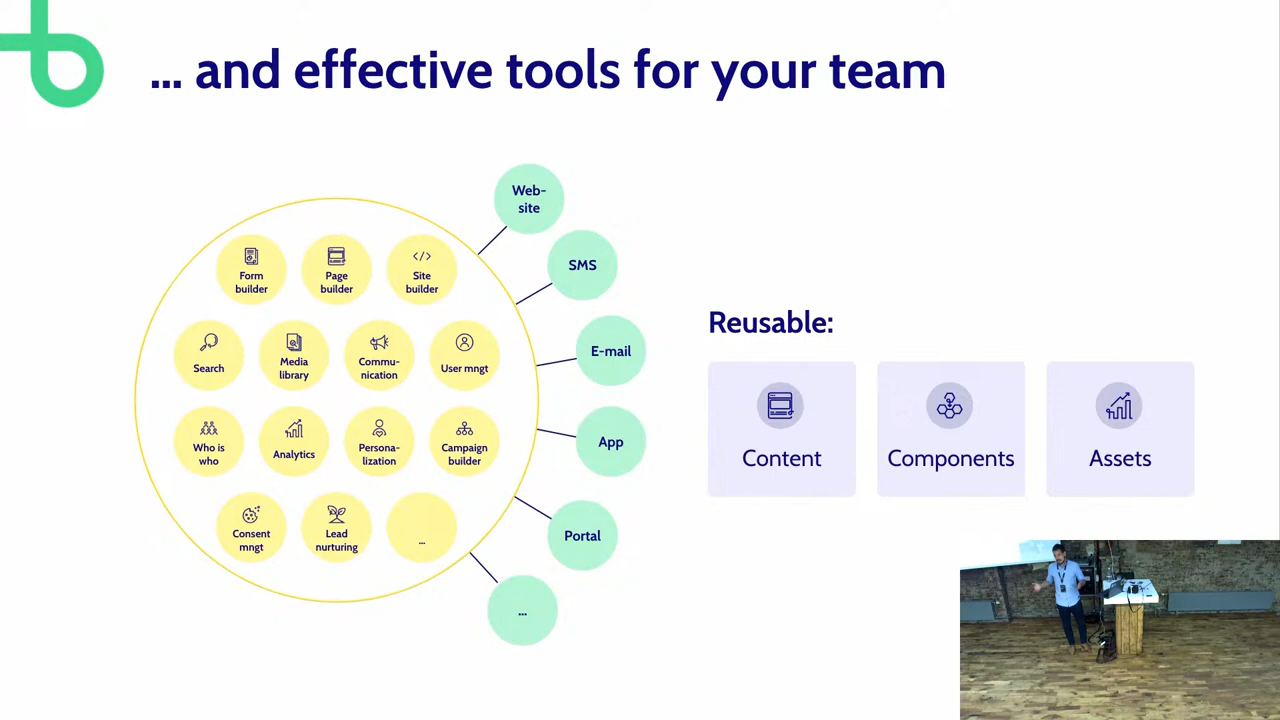 ... and effective tools for your team
Web-
site
SMS
E-mail
App
Portal
...
Form
builder
Page
builder
Site
builder
Search
Media
library
Commu-
nication
User mngt
Who is
who
Analytics
Persona-
lization
Campaign
builder
Consent
mngt
Lead
nurturing
...
Reusable:
Content
Components
Assets